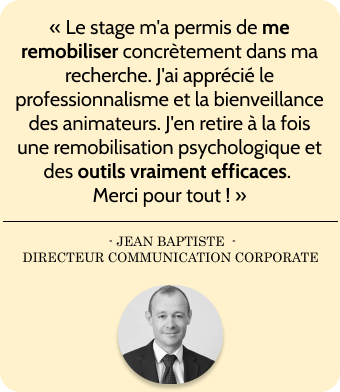 « Le stage m'a permis de me
remobiliser concrètement dans ma
recherche. J'ai apprécié le
professionnalisme et la bienveillance
des animateurs. J'en retire à la fois
une remobilisation psychologique et
des outils vraiment efficaces.
Merci pour tout ! »
- JEAN BAPTISTE -
DIRECTEUR COMMUNICATION CORPORATE